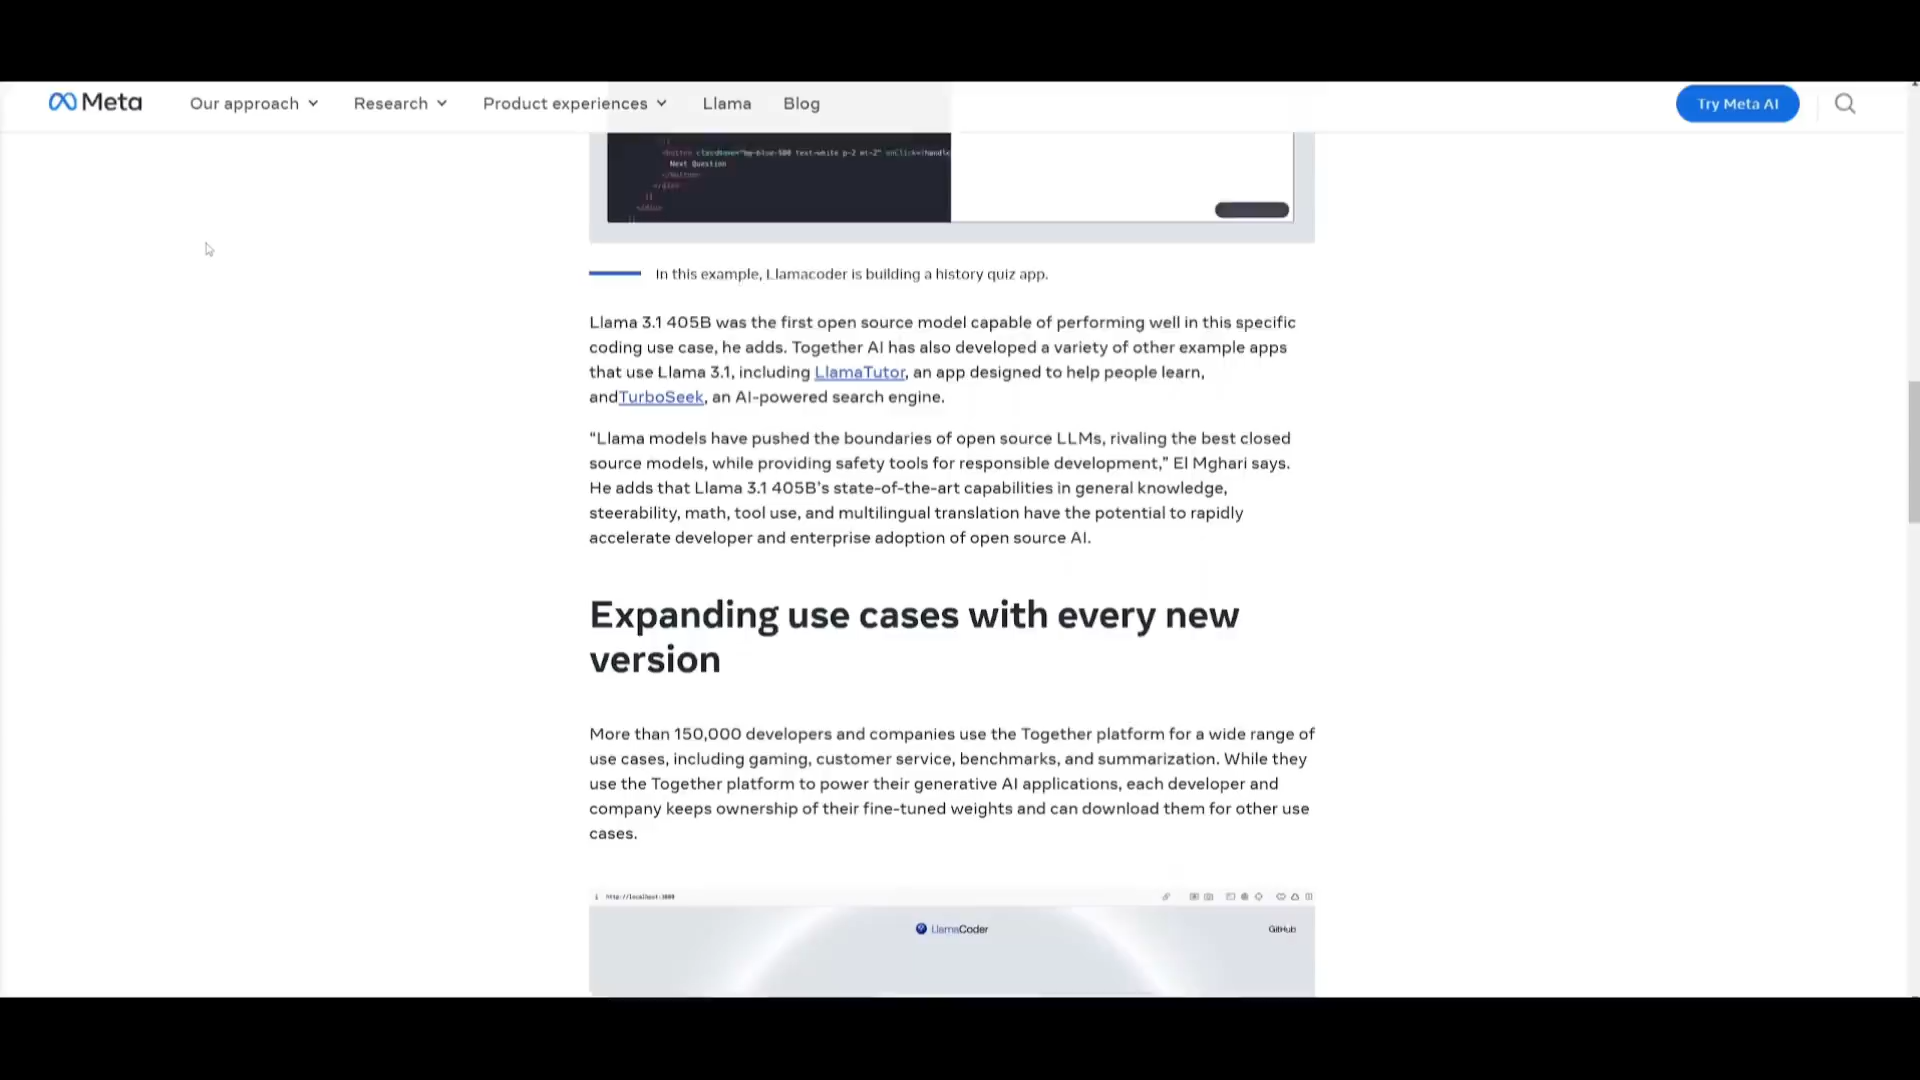 Meta
Our approach
Research
Product experiences
Llama
Blog
Try Meta AI
Next Question
In this example, Llamacoder is building a history quiz app.
Llama 3.1 405B was the first open source model capable of performing well in this specific
coding use case, he adds. Together AI has also developed a variety of other example apps
that use Llama 3.1, including LlamaTutor, an app designed to help people learn,
andTurboSeek, an AI-powered search engine.
“Llama models have pushed the boundaries of open source LLMs, rivaling the best closed
source models, while providing safety tools for responsible development,” El Mghari says.
He adds that Llama 3.1 405B’s state-of-the-art capabilities in general knowledge,
steerability, math, tool use, and multilingual translation have the potential to rapidly
accelerate developer and enterprise adoption of open source AI.
Expanding use cases with every new
version
More than 150,000 developers and companies use the Together platform for a wide range of
use cases, including gaming, customer service, benchmarks, and summarization. While they
use the Together platform to power their generative AI applications, each developer and
company keeps ownership of their fine-tuned weights and can download them for other use
cases.
http://localhost:3000
LlamaCoder
GitHub